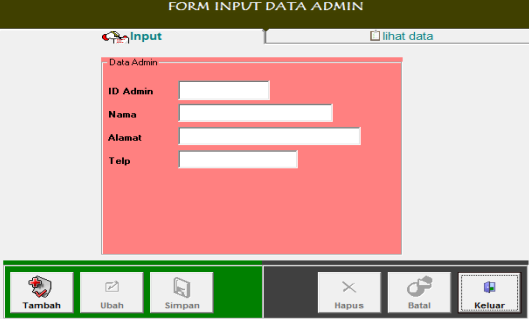 FORM INPUT DATA ADMIN
Input
lihat data
Data Admin
ID Admin
Nama
Alamat
Telp
Tambah
Ubah
Simpan
Hapus
Batal
Keluar